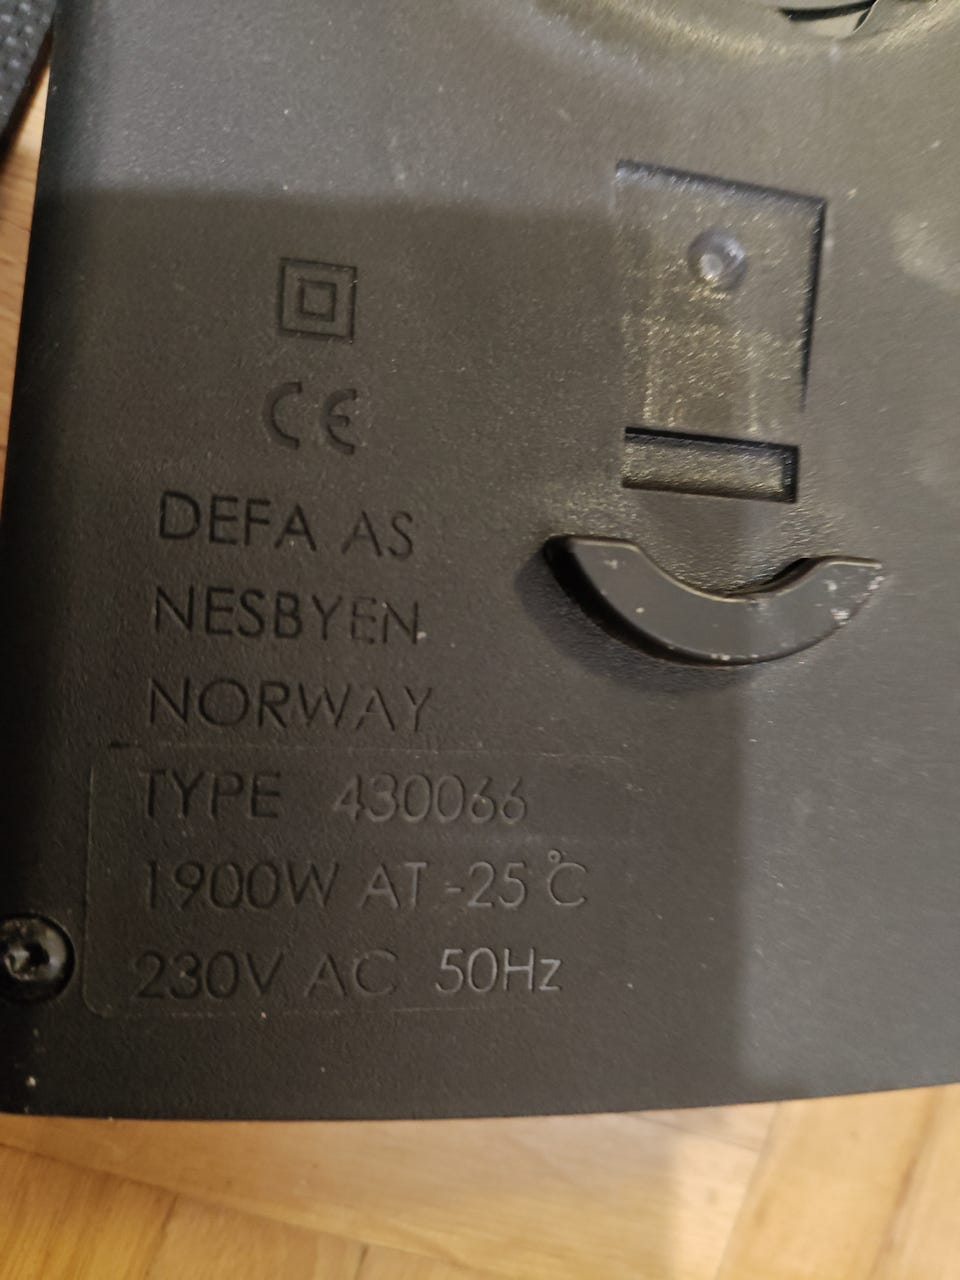 CE
DEFA AS
NESBYEN
NORWAY
TYPE 430066
1900W AT -25°C
230V AC 50Hz